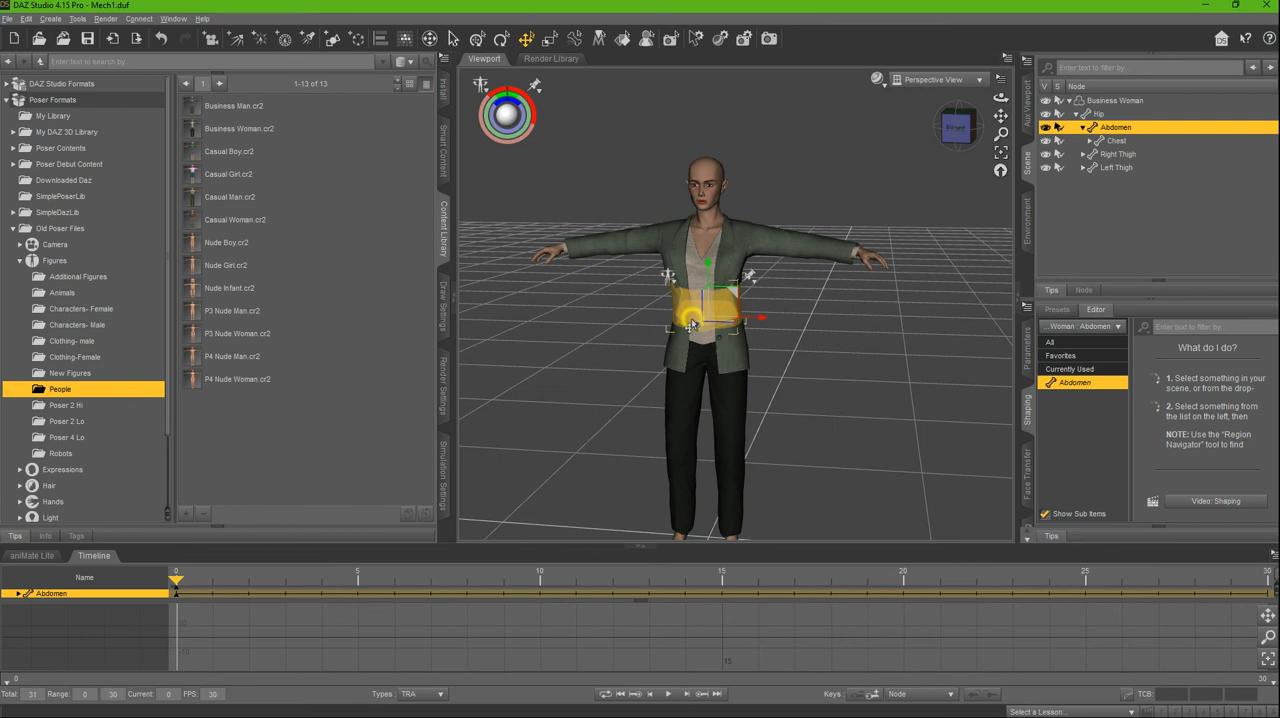 DAZ Studio 4.15 Pro - Mech1.duf
File Edit Create Tools Render Connect Window Help
Enter text to search by...
DAZ Studio Formats
Poser Formats
My Library
My DAZ 3D Library
Poser Contents
Poser Debut Content
Downloaded Daz
SimplePoserLib
SimpleDazLib
Old Poser Files
Camera
Figures
Additional Figures
Animals
Characters- Female
Characters- Male
Clothing- male
Clothing-Female
New Figures
People
Poser 2 Hi
Poser 2 Lo
Poser 4 Lo
Robots
Expressions
Hair
Hands
Light
Tips Info Tags
1 1-13 of 13
Business Man.cr2
Business Woman.cr2
Casual Boy.cr2
Casual Girl.cr2
Casual Man.cr2
Casual Woman.cr2
Nude Boy.cr2
Nude Girl.cr2
Nude Infant.cr2
P3 Nude Man.cr2
P3 Nude Woman.cr2
P4 Nude Man.cr2
P4 Nude Woman.cr2
Install
Smart Content
Content Library
Draw Settings
Render Settings
Simulation Settings
Viewport Render Library
Perspective View
Front
Aux Viewport
Scene
Environment
Enter text to filter by...
V S Node
Business Woman
Hip
Abdomen
Chest
Right Thigh
Left Thigh
Tips Node
Parameters
Shaping
Face Transfer
Presets Editor
...Woman : Abdomen
Enter text to filter by...
All
Favorites
Currently Used
Abdomen
What do I do?
1. Select something in your
scene, or from the drop-
2. Select something from
the list on the left, then
NOTE: Use the "Region
Navigator" tool to find
Video: Shaping
Show Sub Items
Tips
aniMate Lite Timeline
Name
0 5 10 15 20 25 30
Abdomen
15
0 30
Total: 31 Range: 0 30 Current: 0 FPS: 30 Types: TRA Keys: Node TCB:
Select a Lesson...